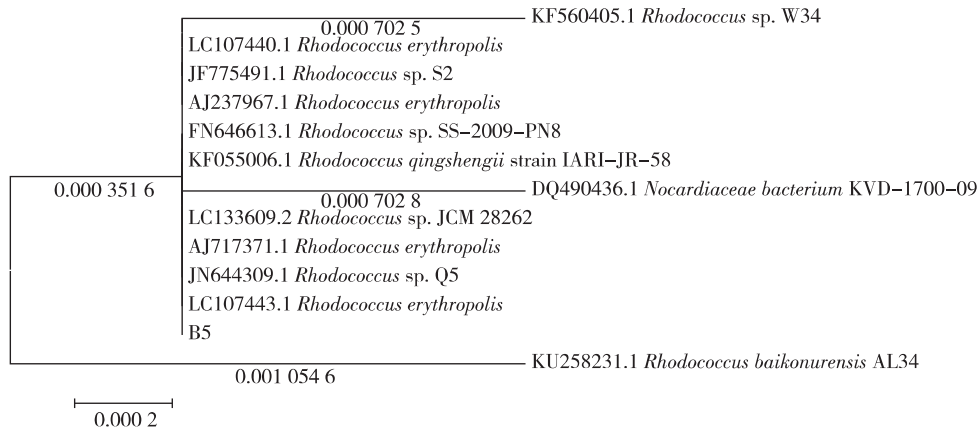 KF560405.1 Rhodococcus sp. W34
0.000 702 5
LC107440.1 Rhodococcus erythropolis
JF775491.1 Rhodococcus sp. S2
AJ237967.1 Rhodococcus erythropolis
FN646613.1 Rhodococcus sp. SS-2009-PN8
KF055006.1 Rhodococcus qingshengii strain IARI-JR-58
0.000 351 6
DQ490436.1 Nocardiaceae bacterium KVD-1700-09
0.000 702 8
LC133609.2 Rhodococcus sp. JCM 28262
AJ717371.1 Rhodococcus erythropolis
JN644309.1 Rhodococcus sp. Q5
LC107443.1 Rhodococcus erythropolis
B5
KU258231.1 Rhodococcus baikonurensis AL34
0.001 054 6
0.000 2